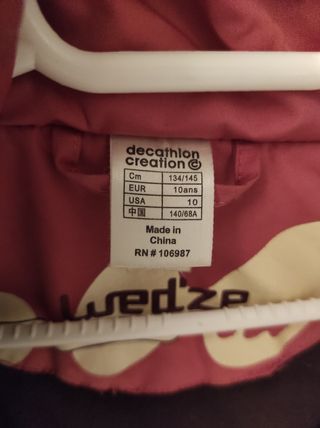 decathlon
creation ©
Cm 134/145
EUR 10ans
USA 10
中国 140/68A
Made in
China
RN # 106987
wed'ze